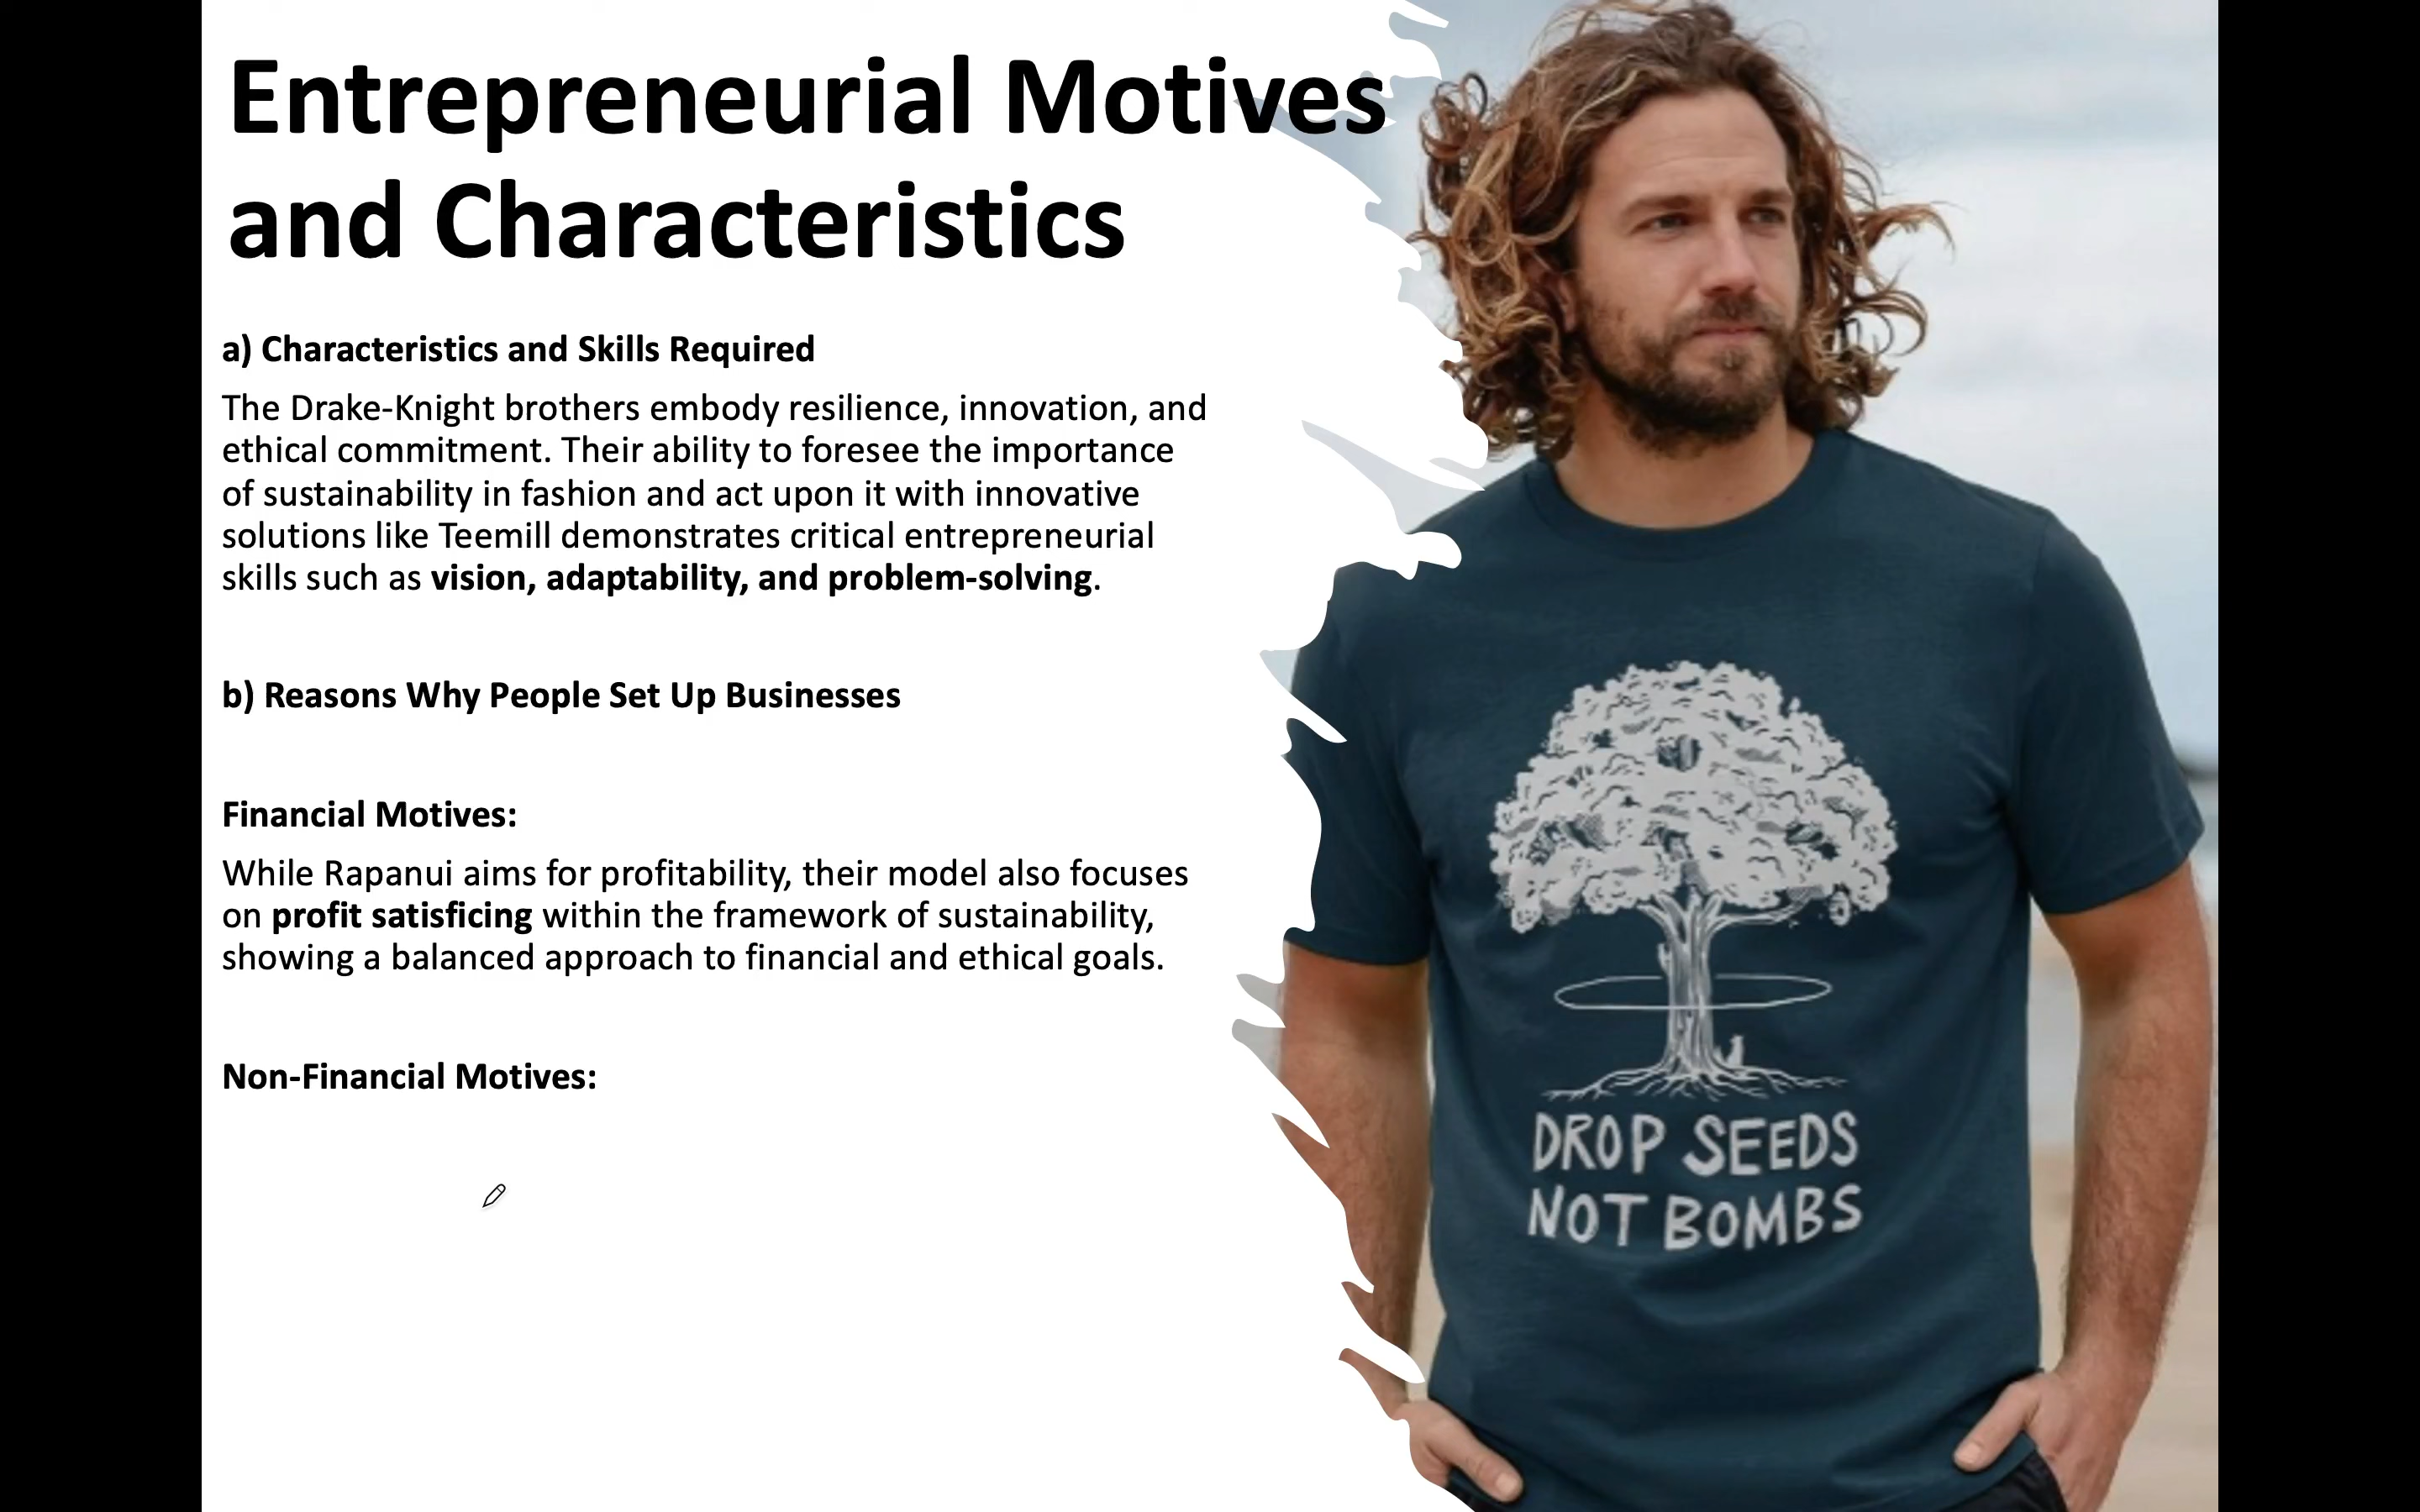 Entrepreneurial Motives
and Characteristics
a) Characteristics and Skills Required
The Drake-Knight brothers embody resilience, innovation, and
ethical commitment. Their ability to foresee the importance
of sustainability in fashion and act upon it with innovative
solutions like Teemill demonstrates critical entrepreneurial
skills such as vision, adaptability, and problem-solving.
b) Reasons Why People Set Up Businesses
Financial Motives:
While Rapanui aims for profitability, their model also focuses
on profit satisficing within the framework of sustainability,
showing a balanced approach to financial and ethical goals.
Non-Financial Motives:
DROP SEEDS
NOT BOMBS